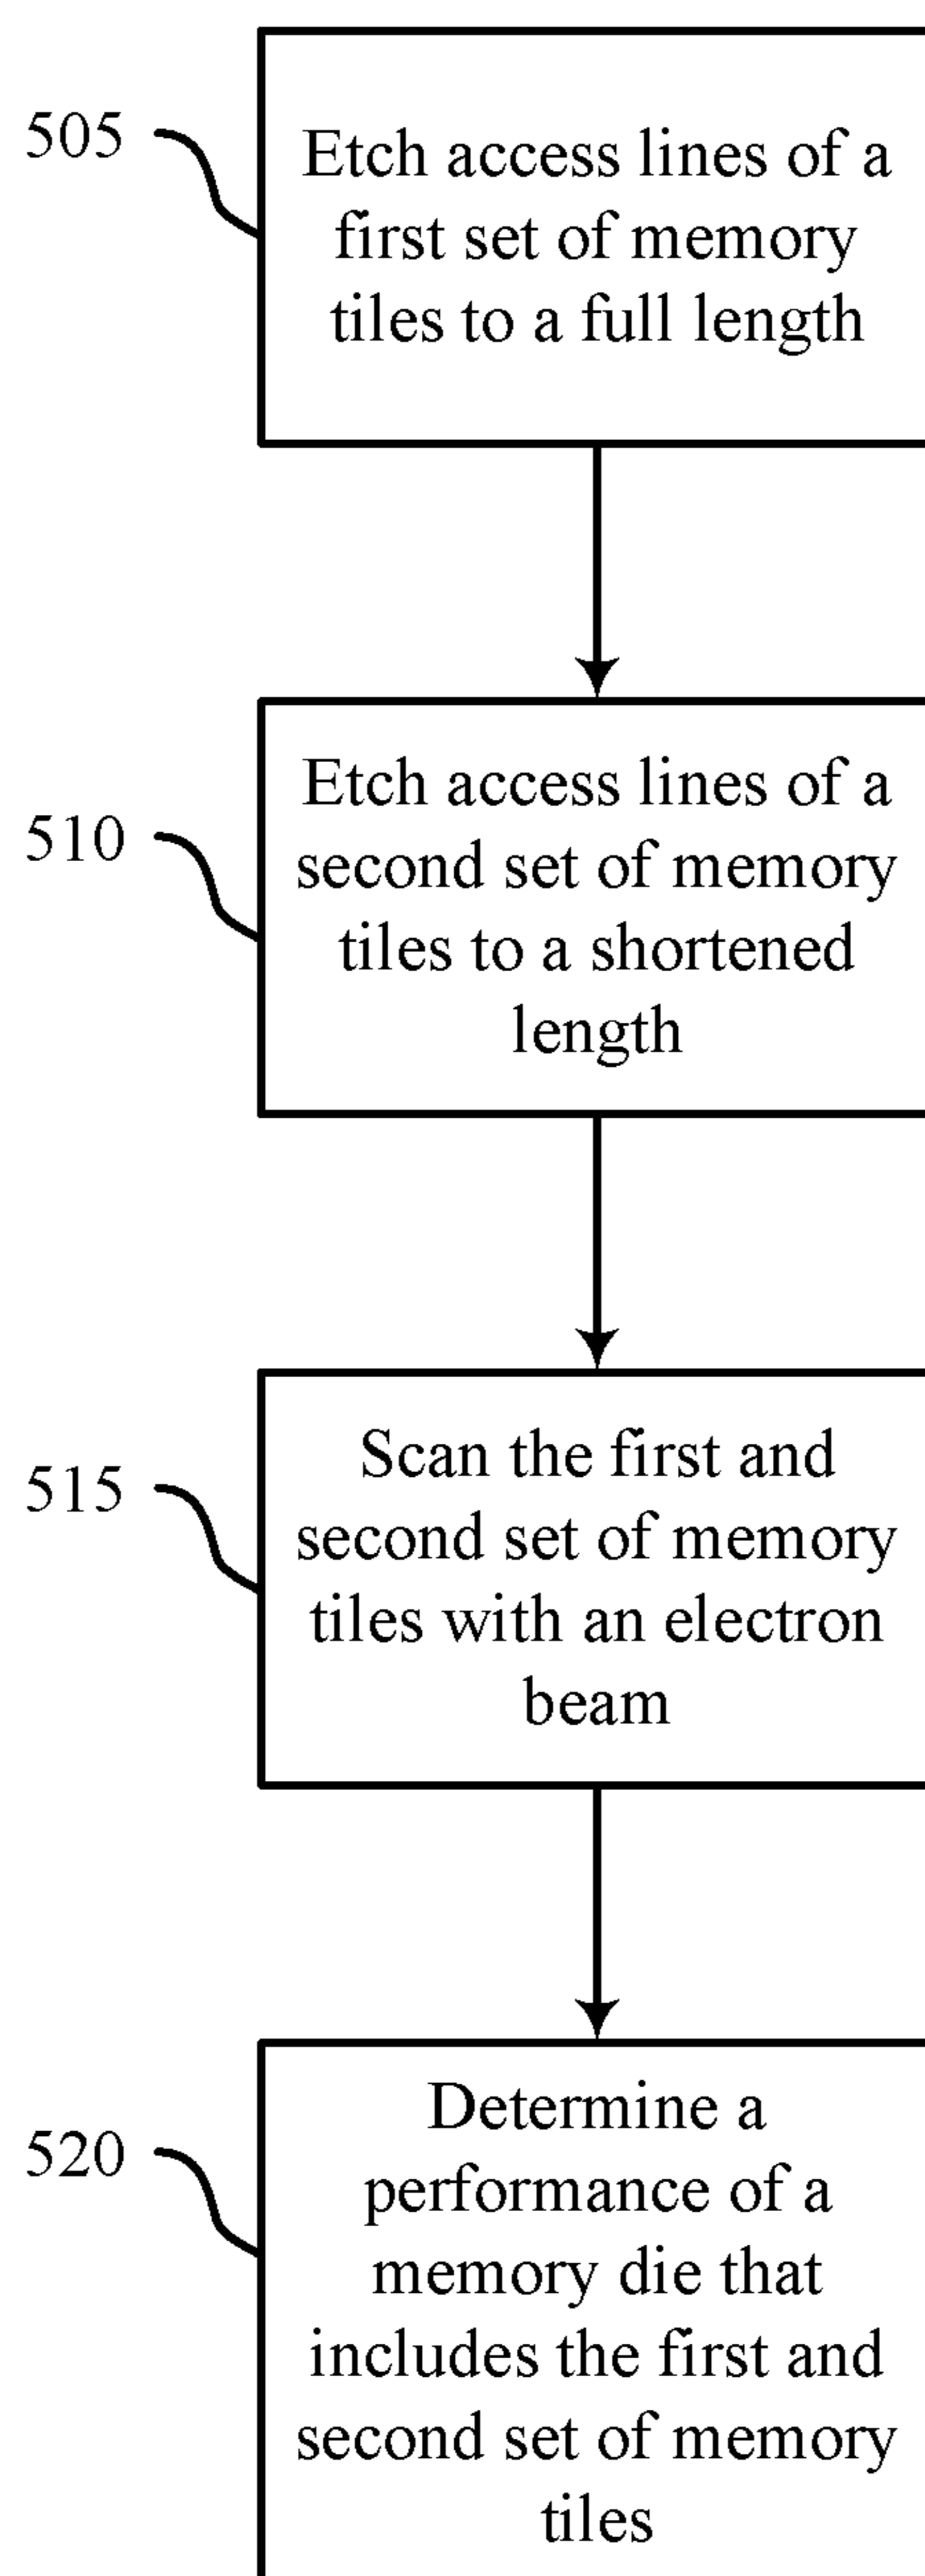 505
Etch access lines of a
first set of memory
tiles to a full length
510
Etch access lines of a
second set of memory
tiles to a shortened
length
515
Scan the first and
second set of memory
tiles with an electron
beam
520
Determine a
performance of a
memory die that
includes the first and
second set of memory
tiles